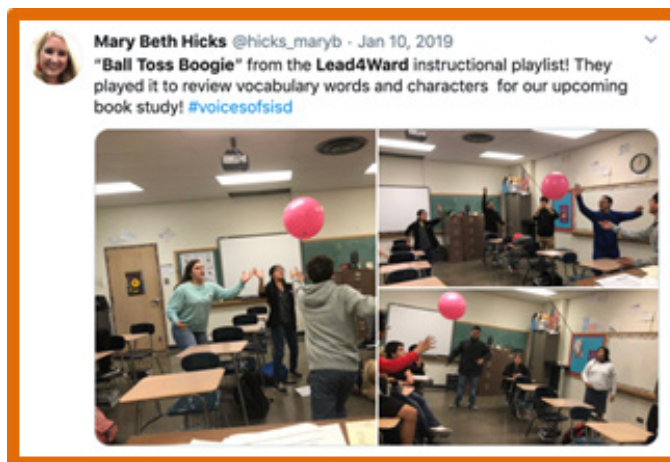 Mary Beth Hicks @hicks_maryb · Jan 10, 2019
"Ball Toss Boogie" from the Lead4Ward instructional playlist! They
played it to review vocabulary words and characters  for our upcoming
book study! #voicesofsisd